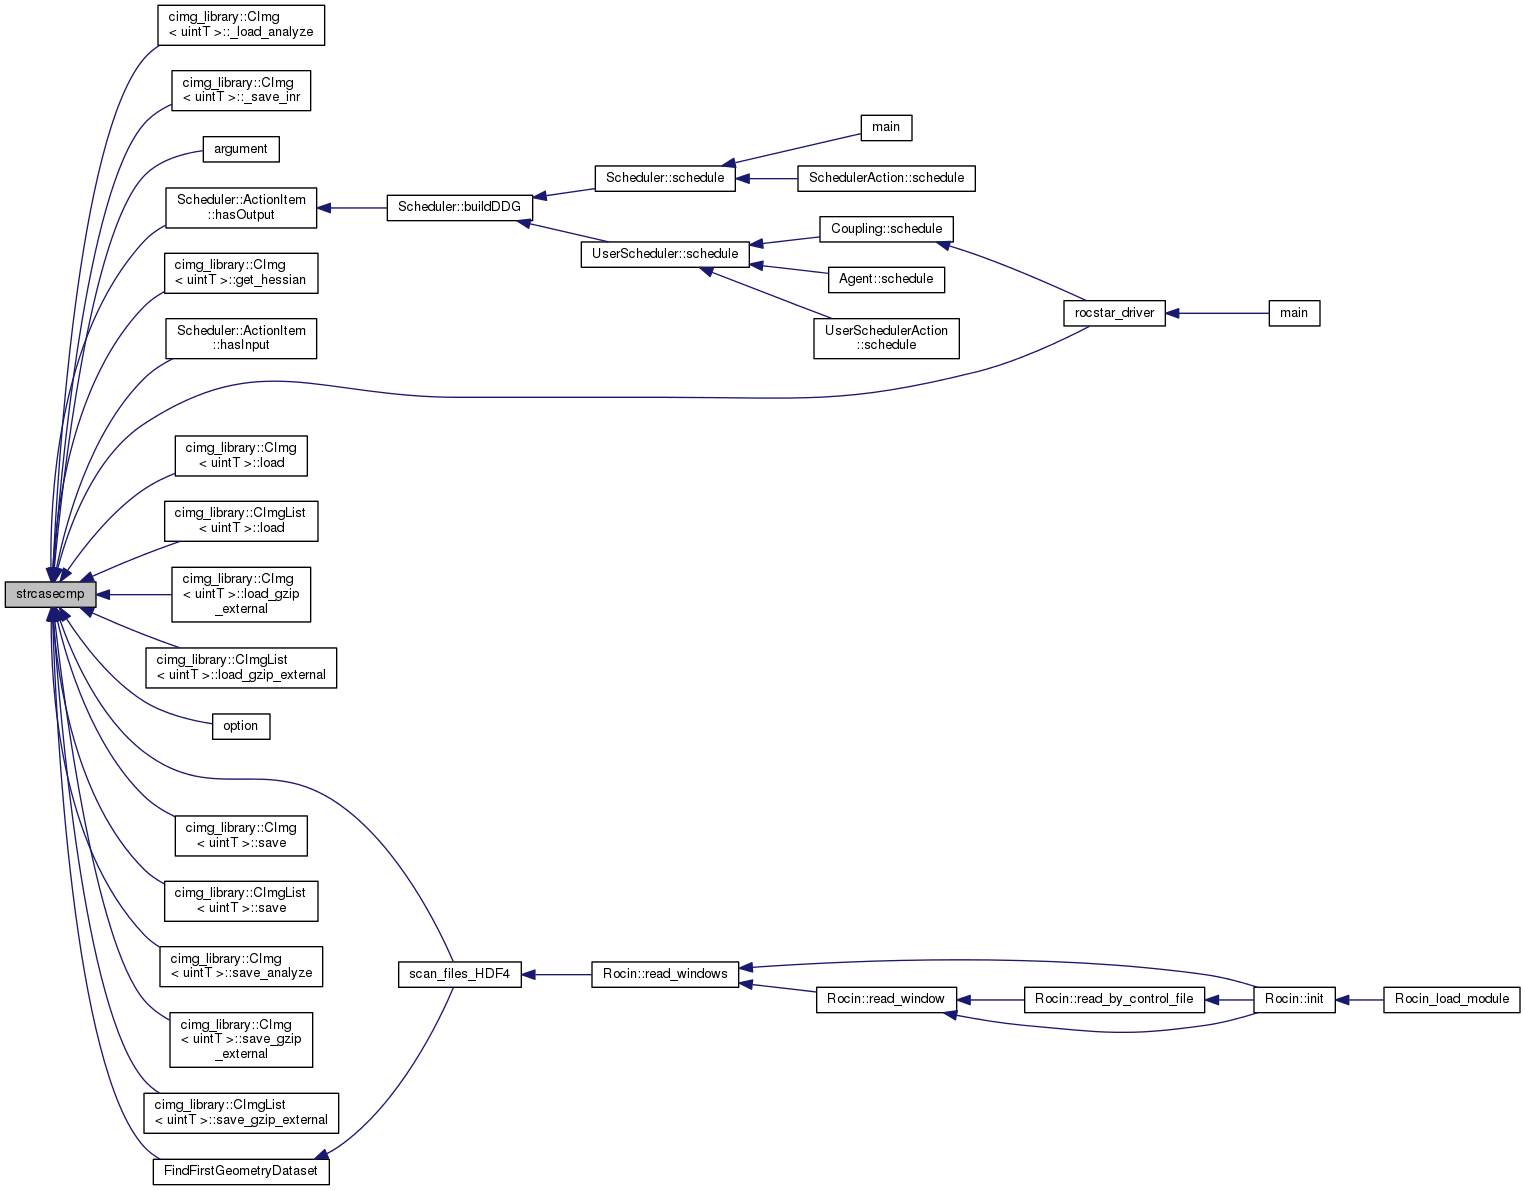 cimg_library::CImg
< uintT >::_load_analyze
cimg_library::CImg
< uintT >::_save_inr
argument
Scheduler::ActionItem
::hasOutput
cimg_library::CImg
< uintT >::get_hessian
Scheduler::ActionItem
::hasInput
cimg_library::CImg
< uintT >::load
cimg_library::CImgList
< uintT >::load
cimg_library::CImg
< uintT >::load_gzip
_external
cimg_library::CImgList
< uintT >::load_gzip_external
option
cimg_library::CImg
< uintT >::save
cimg_library::CImgList
< uintT >::save
cimg_library::CImg
< uintT >::save_analyze
cimg_library::CImg
< uintT >::save_gzip
_external
cimg_library::CImgList
< uintT >::save_gzip_external
FindFirstGeometryDataset
strcasecmp
Scheduler::buildDDG
Scheduler::schedule
UserScheduler::schedule
main
SchedulerAction::schedule
Coupling::schedule
Agent::schedule
UserSchedulerAction
::schedule
rocstar_driver
main
scan_files_HDF4
Rocin::read_windows
Rocin::read_window
Rocin::read_by_control_file
Rocin::init
Rocin_load_module